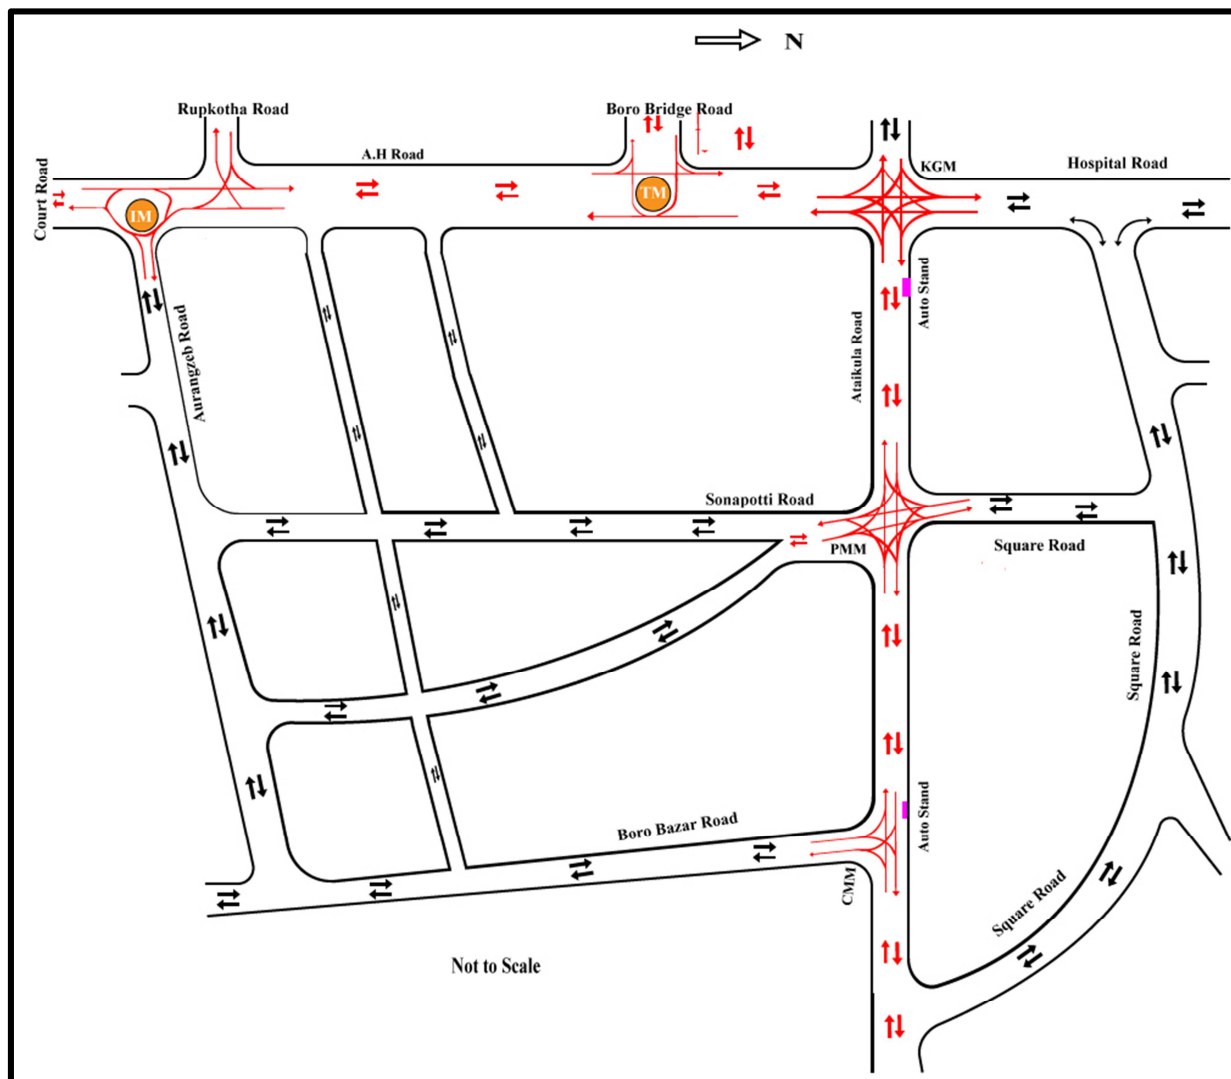 N
Rupkotha Road
Boro Bridge Road
A.H Road
KGM
Hospital Road
Court Road
IM
TM
Auto Stand
Aurangzeb Road
Ataikula Road
Sonapotti Road
PMM
Square Road
Square Road
Boro Bazar Road
Auto Stand
CMM
Square Road
Not to Scale